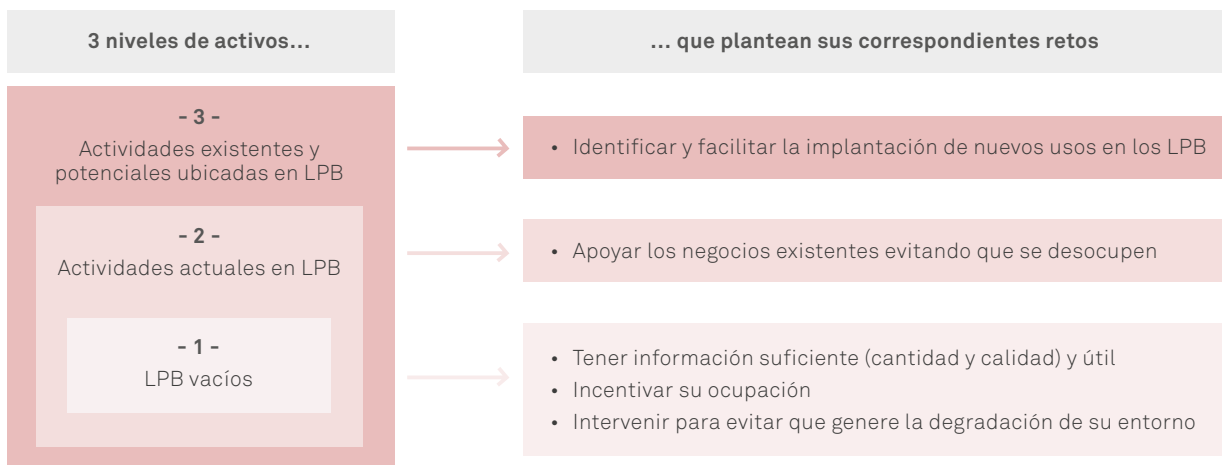 3 niveles de activos...
... que plantean sus correspondientes retos
- 3 -
Actividades existentes y
potenciales ubicadas en LPB
• Identificar y facilitar la implantación de nuevos usos en los LPB
- 2 -
Actividades actuales en LPB
• Apoyar los negocios existentes evitando que se desocupen
- 1 -
LPB vacíos
• Tener información suficiente (cantidad y calidad) y útil
• Incentivar su ocupación
• Intervenir para evitar que genere la degradación de su entorno